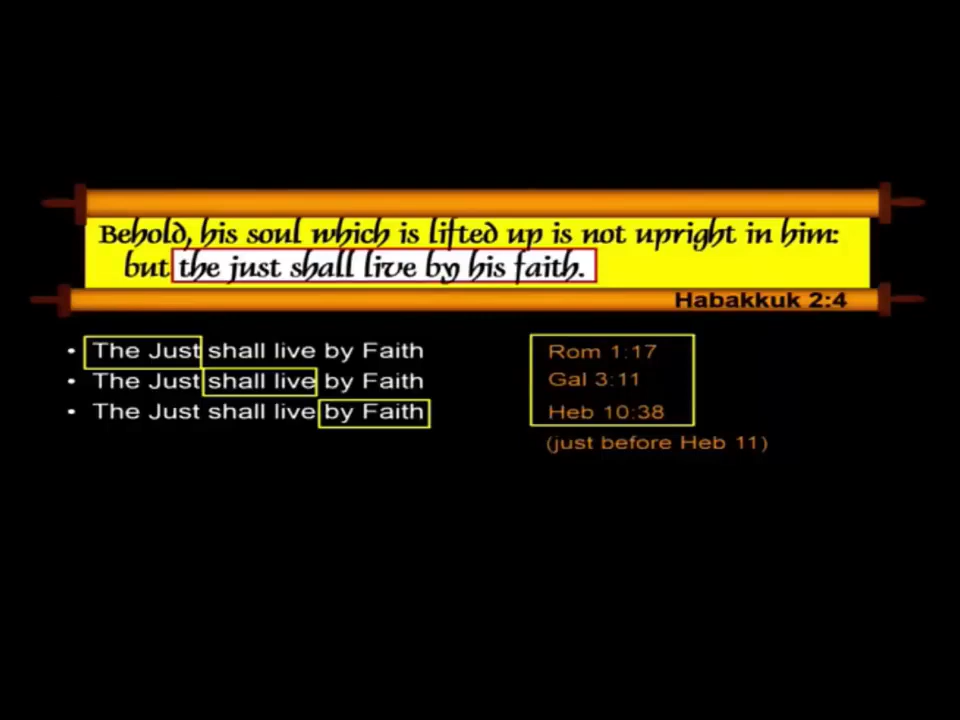 Behold, his soul which is lifted up is not upright in him:
but the just shall live by his faith.
Habakkuk 2:4
• The Just shall live by Faith Rom 1:17
• The Just shall live by Faith Gal 3:11
• The Just shall live by Faith Heb 10:38
(just before Heb 11)